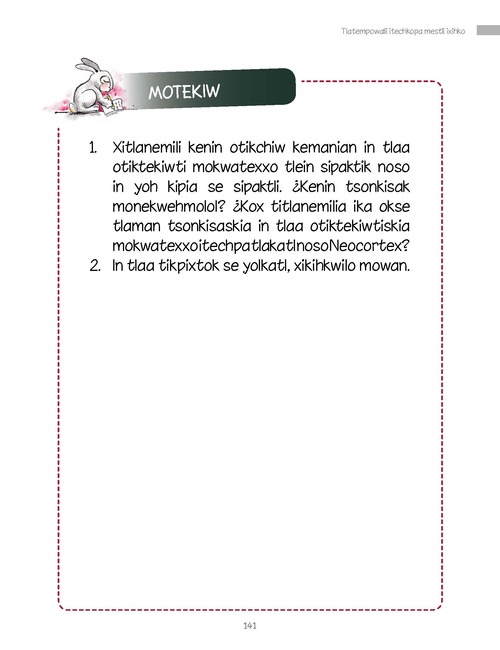 Tlatempowalli itechkopa mestli ixihko
MOTEKIW
1. Xitlanemili kenin otikchiw kemanian in tlaa
otiktekiwti mokwatexxo tlein sipaktik noso
in yoh kipia se sipaktli. ¿Kenin tsonkisak
monekwehmolol? ¿Kox titlanemilia ika okse
tlaman tsonkisaskia in tlaa otiktekiwtiskia
mokwatexxoitechpatlakatlnosoNeocortex?
2. In tlaa tikpixtok se yolkatl, xikihkwilo mowan.
141